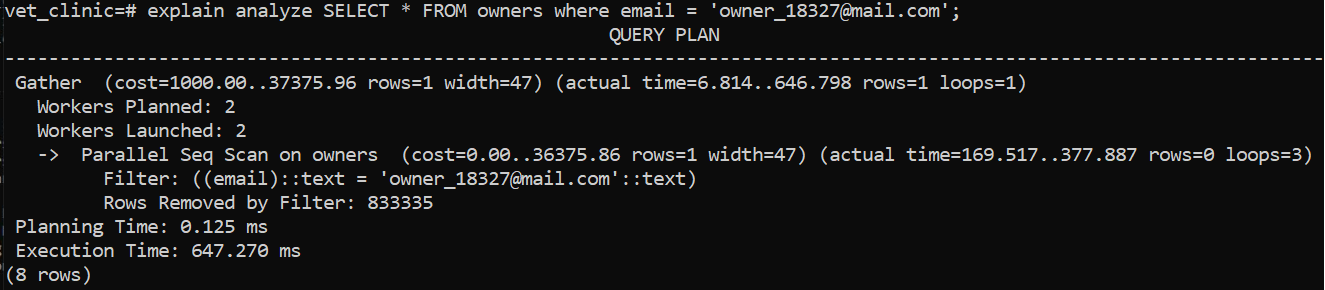 vet_clinic=# explain analyze SELECT * FROM owners where email = 'owner_18327@mail.com';
QUERY PLAN
-----------------------------------------------------------------------------------------------------------------------
Gather  (cost=1000.00..37375.96 rows=1 width=47) (actual time=6.814..646.798 rows=1 loops=1)
  Workers Planned: 2
  Workers Launched: 2
  ->  Parallel Seq Scan on owners  (cost=0.00..36375.86 rows=1 width=47) (actual time=169.517..377.887 rows=0 loops=3)
        Filter: ((email)::text = 'owner_18327@mail.com'::text)
        Rows Removed by Filter: 833335
Planning Time: 0.125 ms
Execution Time: 647.270 ms
(8 rows)